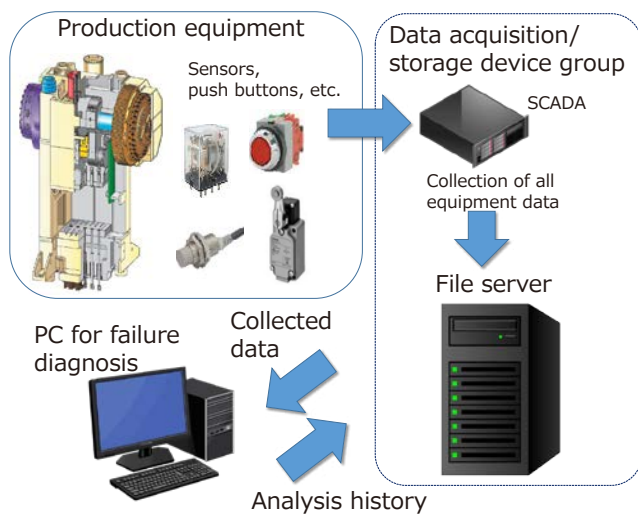 Production equipment
Sensors,
push buttons, etc.
Data acquisition/
storage device group
SCADA
Collection of all
equipment data
File server
PC for failure
diagnosis
Collected
data
Analysis history